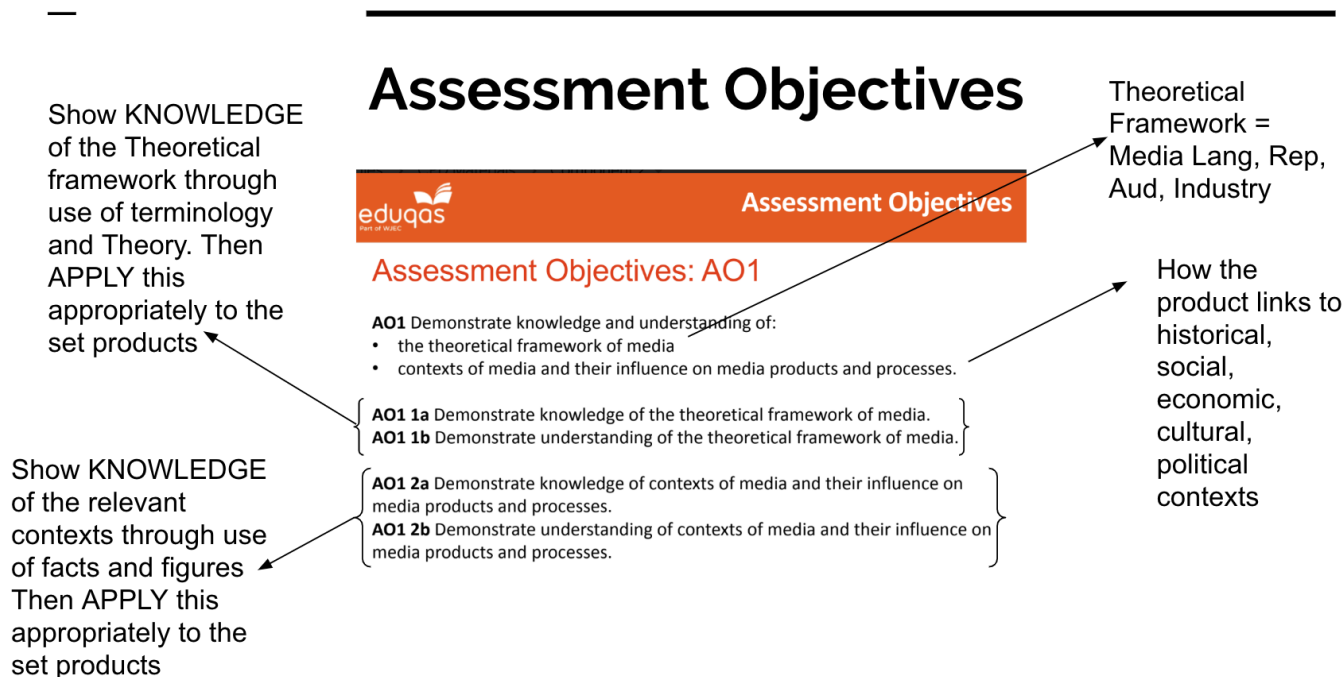 Assessment Objectives
Show KNOWLEDGE
of the Theoretical
framework through
use of terminology
and Theory. Then
APPLY this
appropriately to the
set products
Show KNOWLEDGE
of the relevant
contexts through use
of facts and figures
Then APPLY this
appropriately to the
set products
eduqas
Part of WJEC
Assessment Objectives
Assessment Objectives: AO1
AO1 Demonstrate knowledge and understanding of:
• the theoretical framework of media
• contexts of media and their influence on media products and processes.
AO1 1a Demonstrate knowledge of the theoretical framework of media.
AO1 1b Demonstrate understanding of the theoretical framework of media.
AO1 2a Demonstrate knowledge of contexts of media and their influence on
media products and processes.
AO1 2b Demonstrate understanding of contexts of media and their influence on
media products and processes.
Theoretical
Framework =
Media Lang, Rep,
Aud, Industry
How the
product links to
historical,
social,
economic,
cultural,
political
contexts